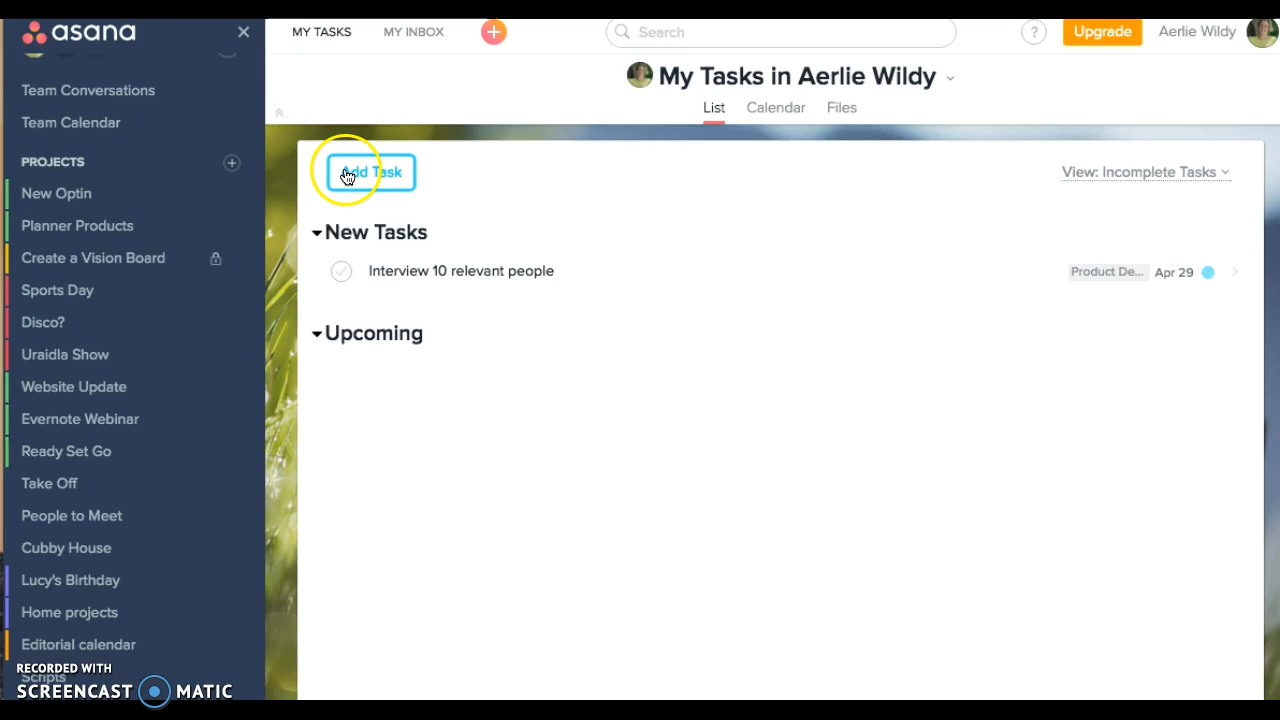 asana
MY TASKS MY INBOX + Search ? Upgrade Aerlie Wildy
My Tasks in Aerlie Wildy
List Calendar Files
Team Conversations
Team Calendar
PROJECTS
New Optin
Planner Products
Create a Vision Board
Sports Day
Disco?
Uraidla Show
Website Update
Evernote Webinar
Ready Set Go
Take Off
People to Meet
Cubby House
Lucy's Birthday
Home projects
Editorial calendar
Scripts
Add Task
View: Incomplete Tasks
New Tasks
Interview 10 relevant people
Product De... Apr 29
Upcoming
RECORDED WITH
SCREENCAST MATIC